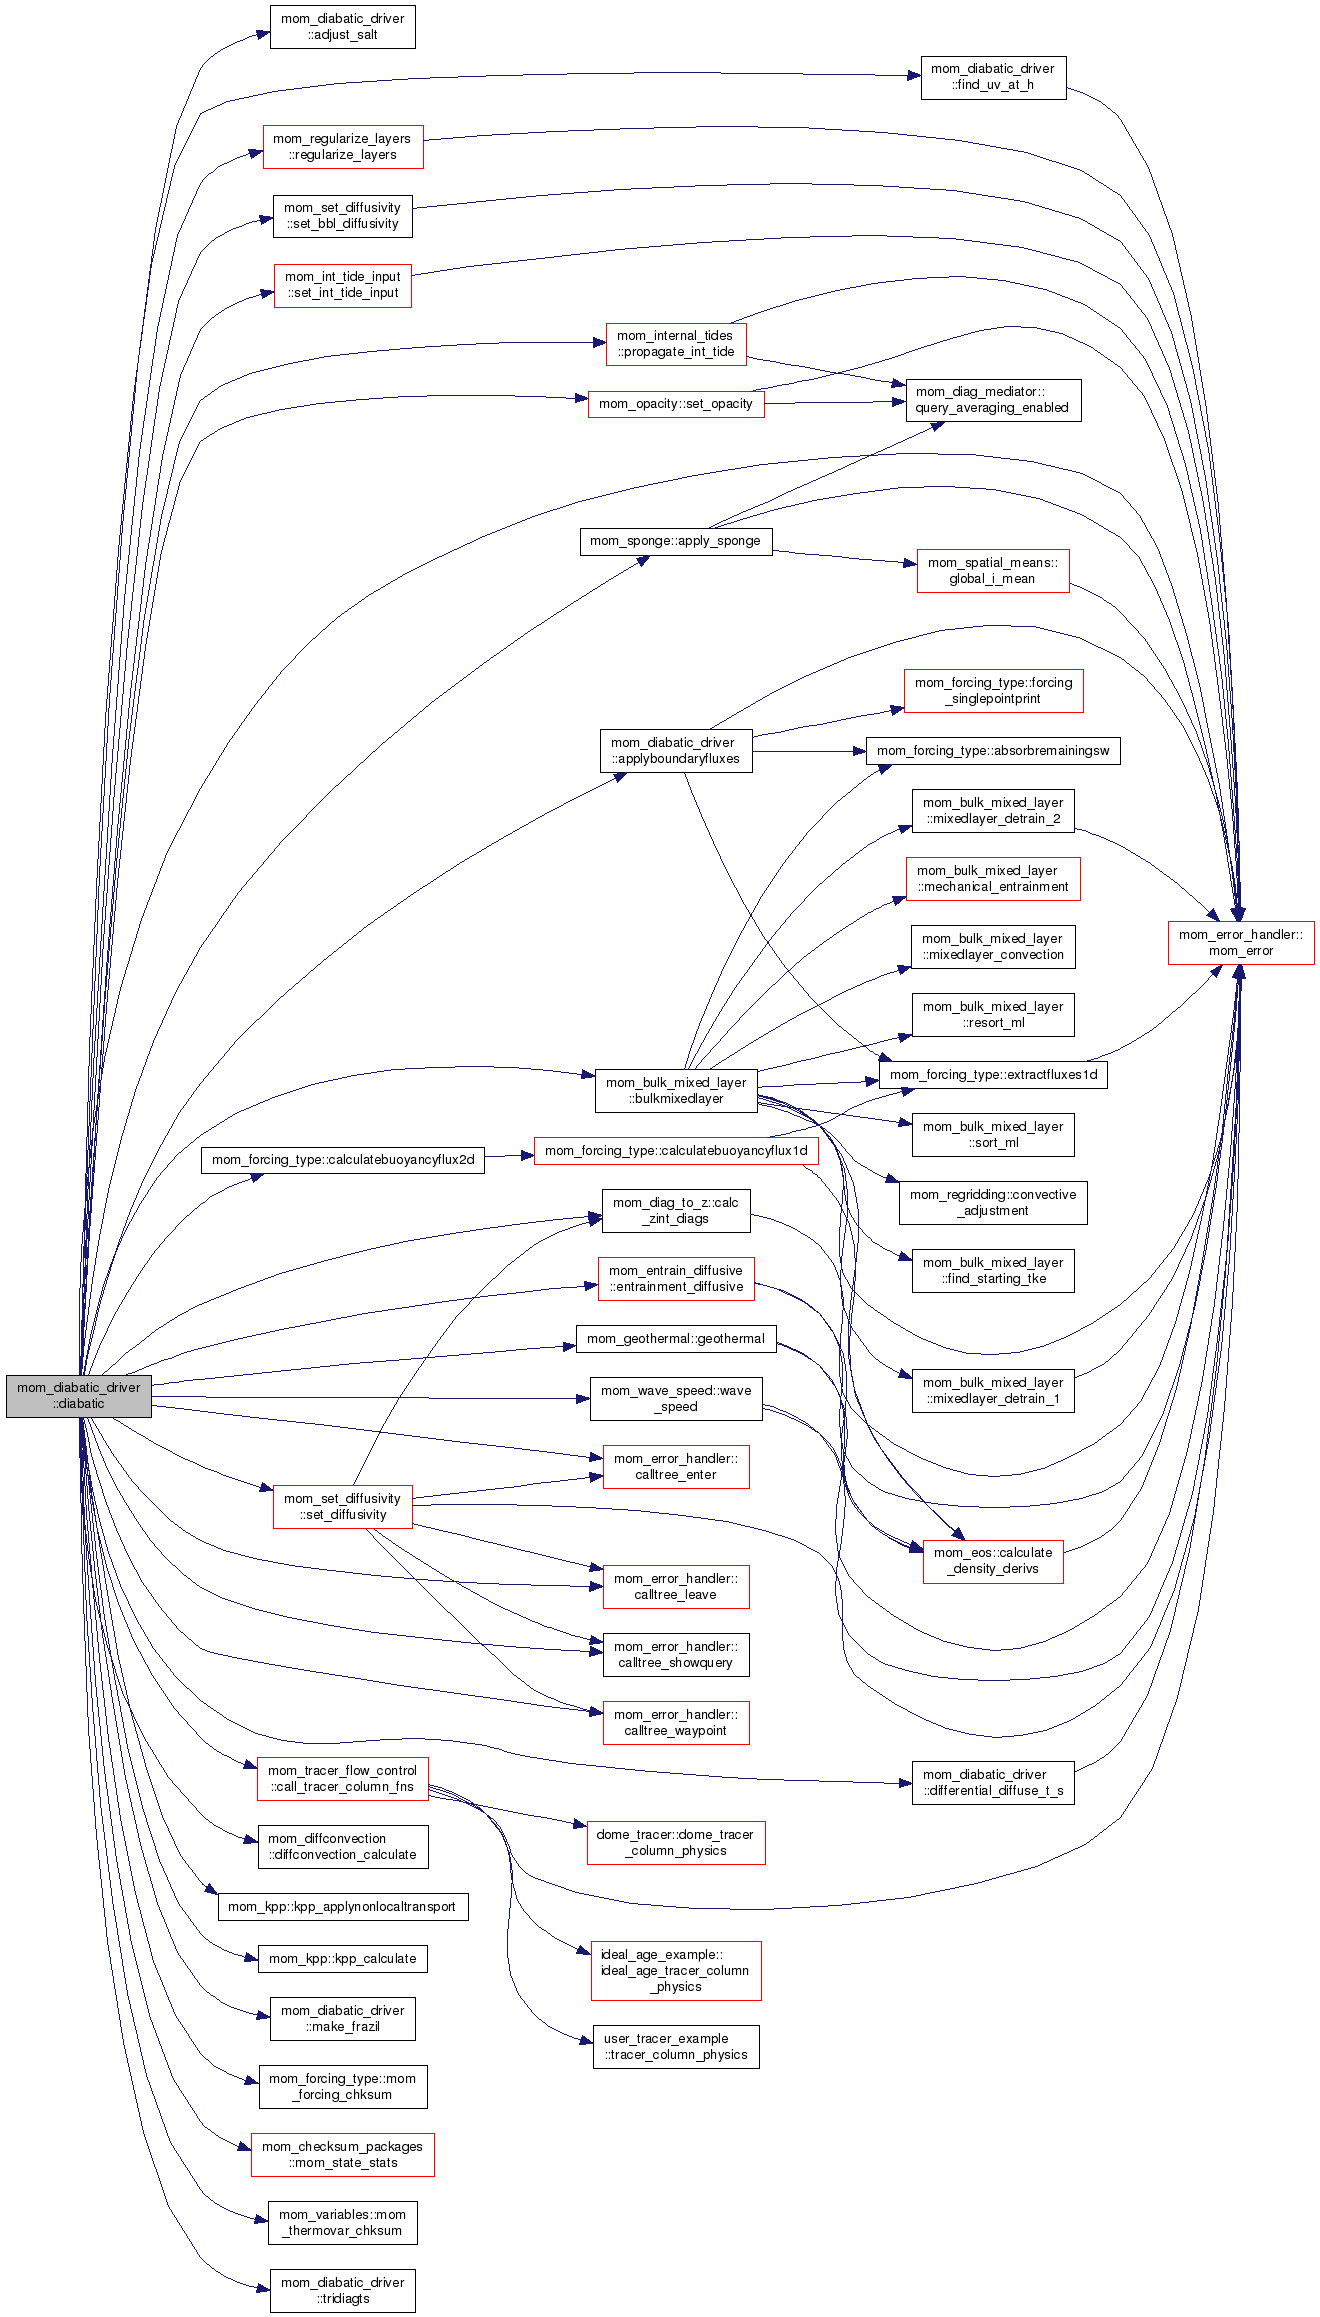 mom_diabatic_driver
::adjust_salt
mom_diabatic_driver
::find_uv_at_h
mom_regularize_layers
::regularize_layers
mom_set_diffusivity
::set_bbl_diffusivity
mom_int_tide_input
::set_int_tide_input
mom_internal_tides
::propagate_int_tide
mom_diag_mediator::
query_averaging_enabled
mom_opacity::set_opacity
mom_sponge::apply_sponge
mom_spatial_means::
global_i_mean
mom_forcing_type::forcing
_singlepointprint
mom_diabatic_driver
::applyboundaryfluxes
mom_forcing_type::absorbremainingsw
mom_bulk_mixed_layer
::mixedlayer_detrain_2
mom_bulk_mixed_layer
::mechanical_entrainment
mom_error_handler::
mom_error
mom_bulk_mixed_layer
::mixedlayer_convection
mom_bulk_mixed_layer
::resort_ml
mom_forcing_type::extractfluxes1d
mom_bulk_mixed_layer
::bulkmixedlayer
mom_bulk_mixed_layer
::sort_ml
mom_forcing_type::calculatebuoyancyflux2d
mom_forcing_type::calculatebuoyancyflux1d
mom_regridding::convective
_adjustment
mom_diag_to_z::calc
_zint_diags
mom_bulk_mixed_layer
::find_starting_tke
mom_entrain_diffusive
::entrainment_diffusive
mom_geothermal::geothermal
mom_diabatic_driver
::diabatic
mom_wave_speed::wave
_speed
mom_bulk_mixed_layer
::mixedlayer_detrain_1
mom_error_handler::
calltree_enter
mom_set_diffusivity
::set_diffusivity
mom_eos::calculate
_density_derivs
mom_error_handler::
calltree_leave
mom_error_handler::
calltree_showquery
mom_error_handler::
calltree_waypoint
mom_tracer_flow_control
::call_tracer_column_fns
mom_diabatic_driver
::differential_diffuse_t_s
mom_diffconvection
::diffconvection_calculate
dome_tracer::dome_tracer
_column_physics
mom_kpp::kpp_applynonlocaltransport
mom_kpp::kpp_calculate
ideal_age_example::
ideal_age_tracer_column
_physics
mom_diabatic_driver
::make_frazil
user_tracer_example
::tracer_column_physics
mom_forcing_type::mom
_forcing_chksum
mom_checksum_packages
::mom_state_stats
mom_variables::mom
_thermovar_chksum
mom_diabatic_driver
::tridiagts